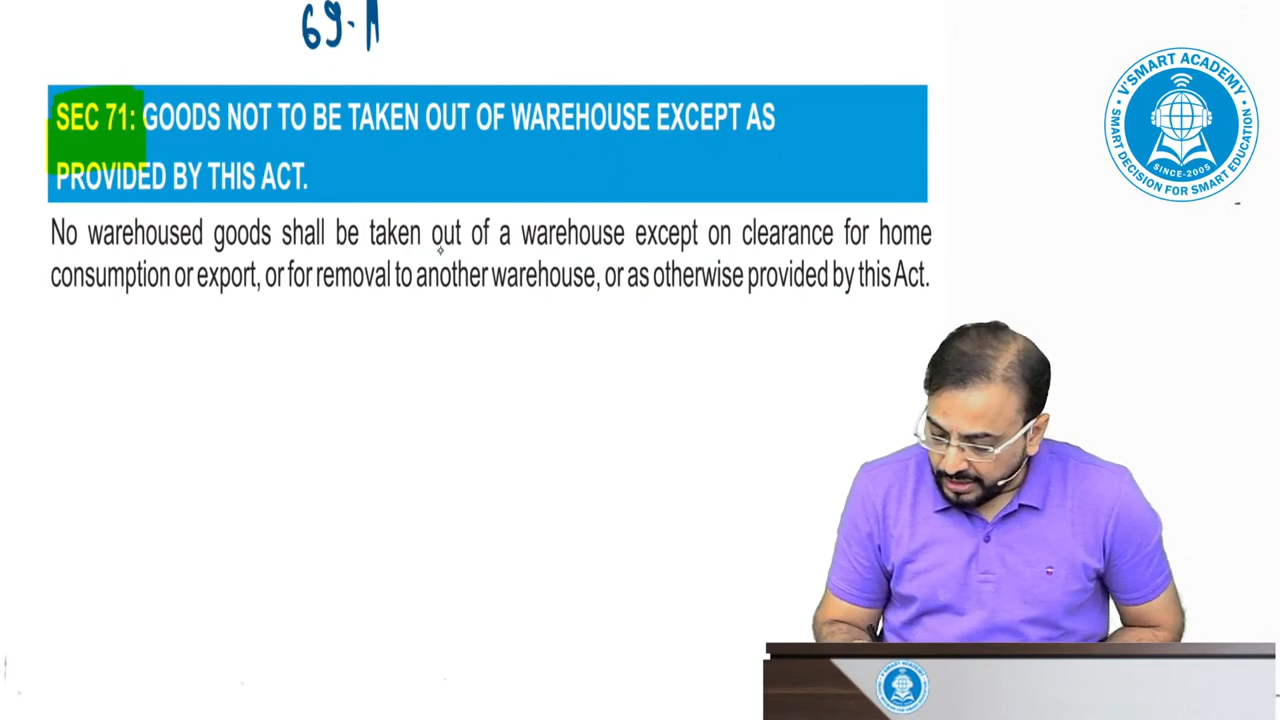 69-A
SEC 71: GOODS NOT TO BE TAKEN OUT OF WAREHOUSE EXCEPT AS
PROVIDED BY THIS ACT.
No warehoused goods shall be taken out of a warehouse except on clearance for home
consumption or export, or for removal to another warehouse, or as otherwise provided by this Act.
V'SMART ACADEMY
SMART DECISION FOR SMART EDUCATION
SINCE-2005